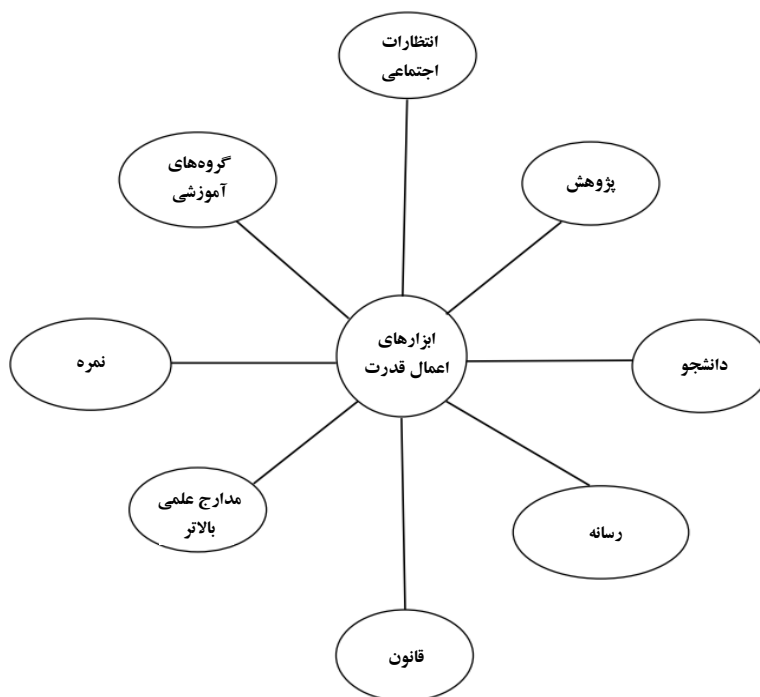 انتظارات
اجتماعی
گروه‌های
آموزشی
پژوهش
ابزارهای
اعمال قدرت
نمره
دانشجو
مدارج علمی
بالاتر
رسانه
قانون